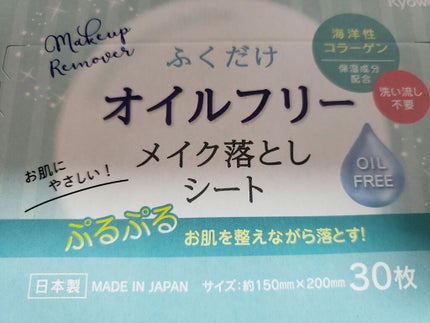 Kyowa
Makeup
Remover
ふくだけ
海洋性
コラーゲン
保湿成分
配合
洗い流し
不要
オイルフリー
お肌に
やさしい！
メイク落とし
シート
OIL
FREE
ぷるぷる お肌を整えながら落とす!
日本製 MADE IN JAPAN サイズ：約150mm×200mm 30枚